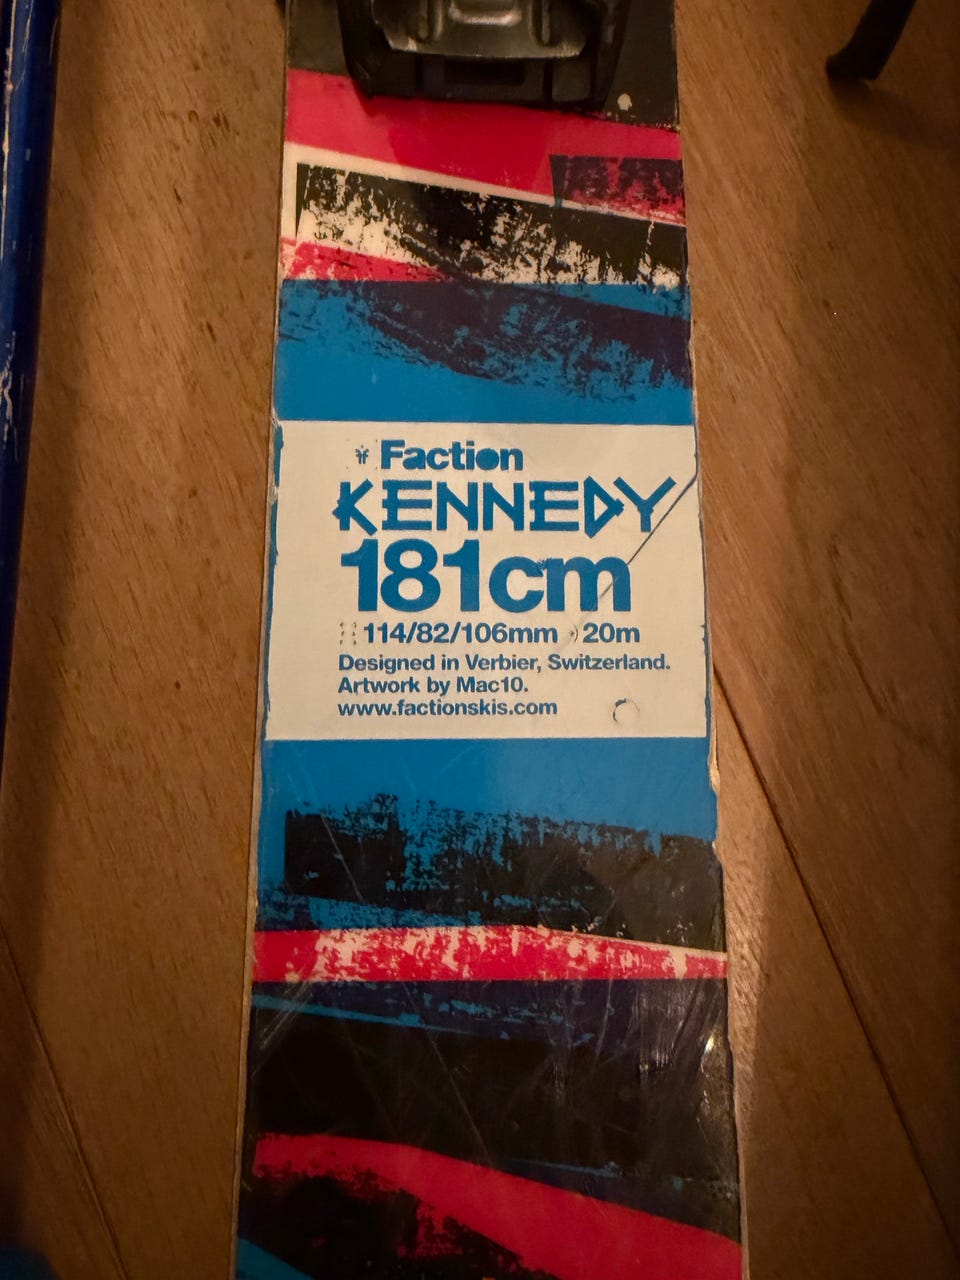 Faction
KENNEDY
181cm
114/82/106mm 20m
Designed in Verbier, Switzerland.
Artwork by Mac10.
www.factionskis.com